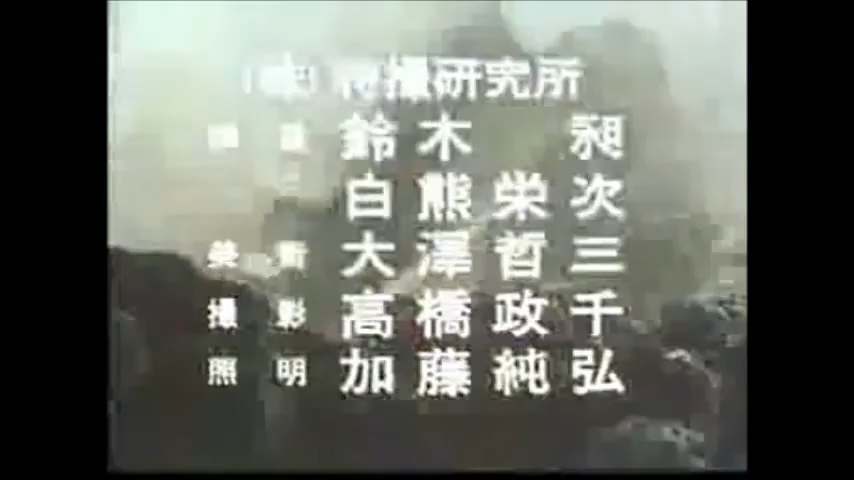 特撮研究所
鈴木 昶
白熊栄次
美術 大澤哲三
撮影 高橋政千
照明 加藤純弘